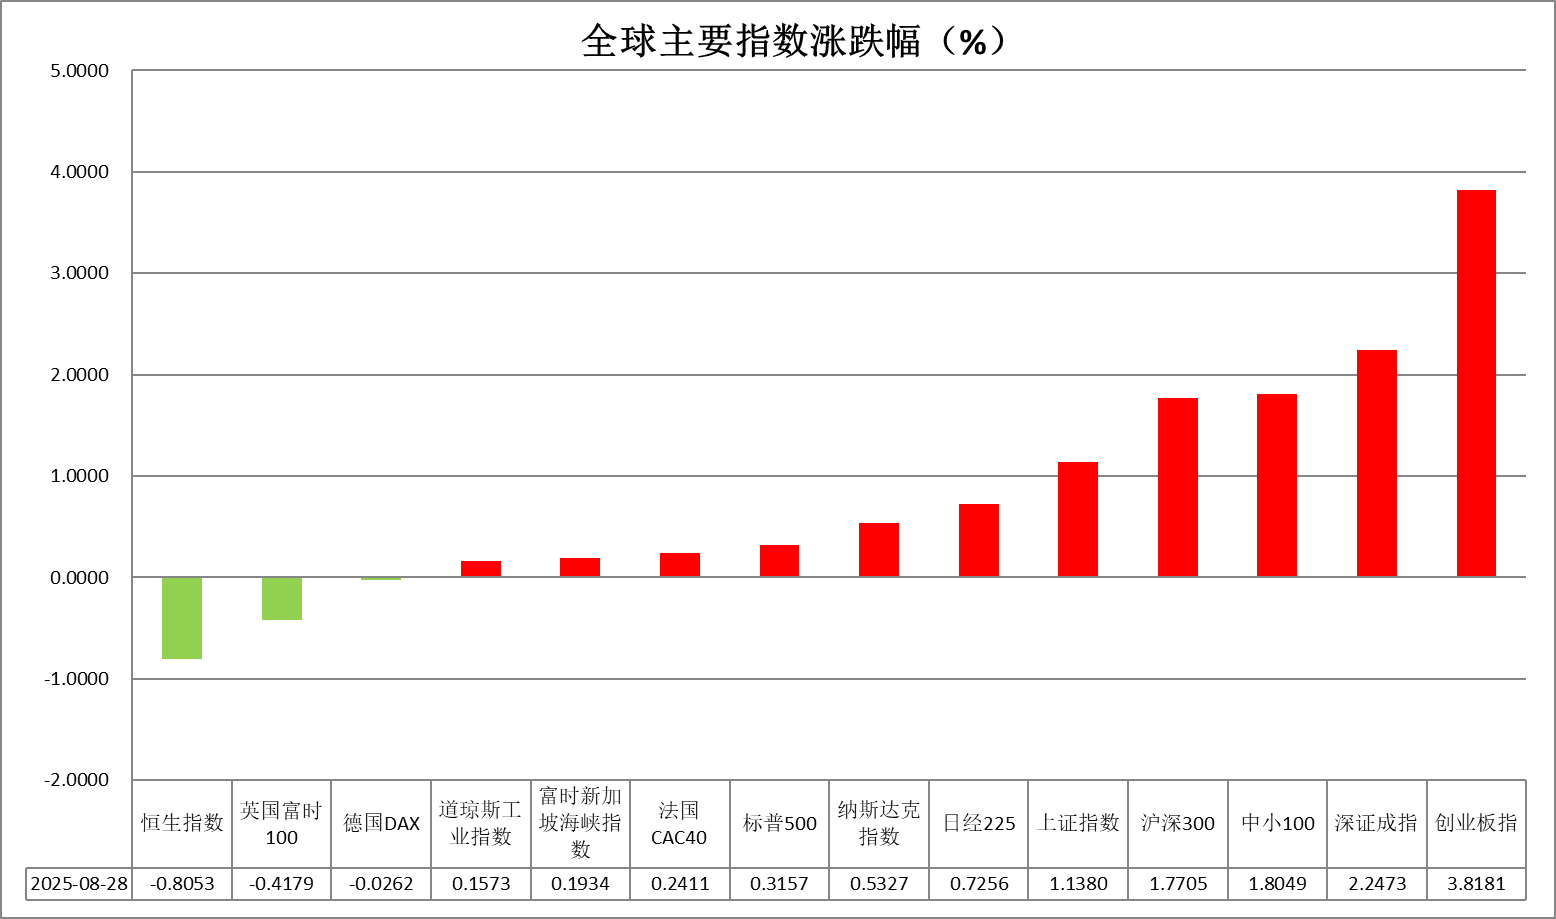 全球主要指数涨跌幅（%）
5.0000
4.0000
3.0000
2.0000
1.0000
0.0000
-1.0000
-2.0000
恒生指数
英国富时
100
德国DAX
道琼斯工
业指数
富时新加
坡海峡指
数
法国
CAC40
标普500
纳斯达克
指数
日经225
上证指数
沪深300
中小100
深证成指
创业板指
2025-08-28 -0.8053 -0.4179 -0.0262 0.1573 0.1934 0.2411 0.3157 0.5327 0.7256 1.1380 1.7705 1.8049 2.2473 3.8181